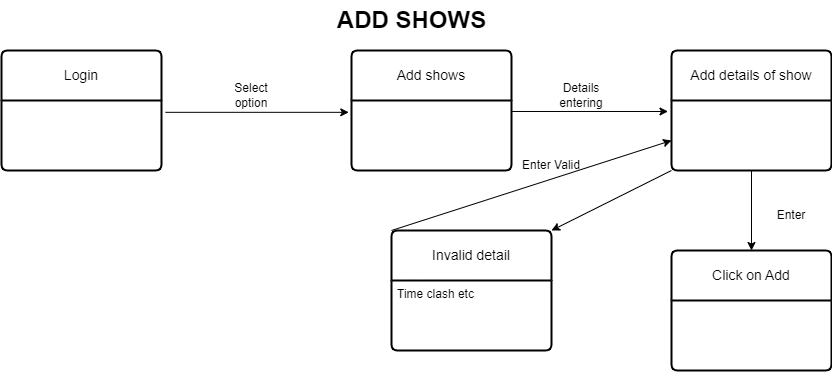 ADD SHOWS
Login
Select
option
Add shows
Details
entering
Add details of show
Enter Valid
Invalid detail
Time clash etc
Enter
Click on Add